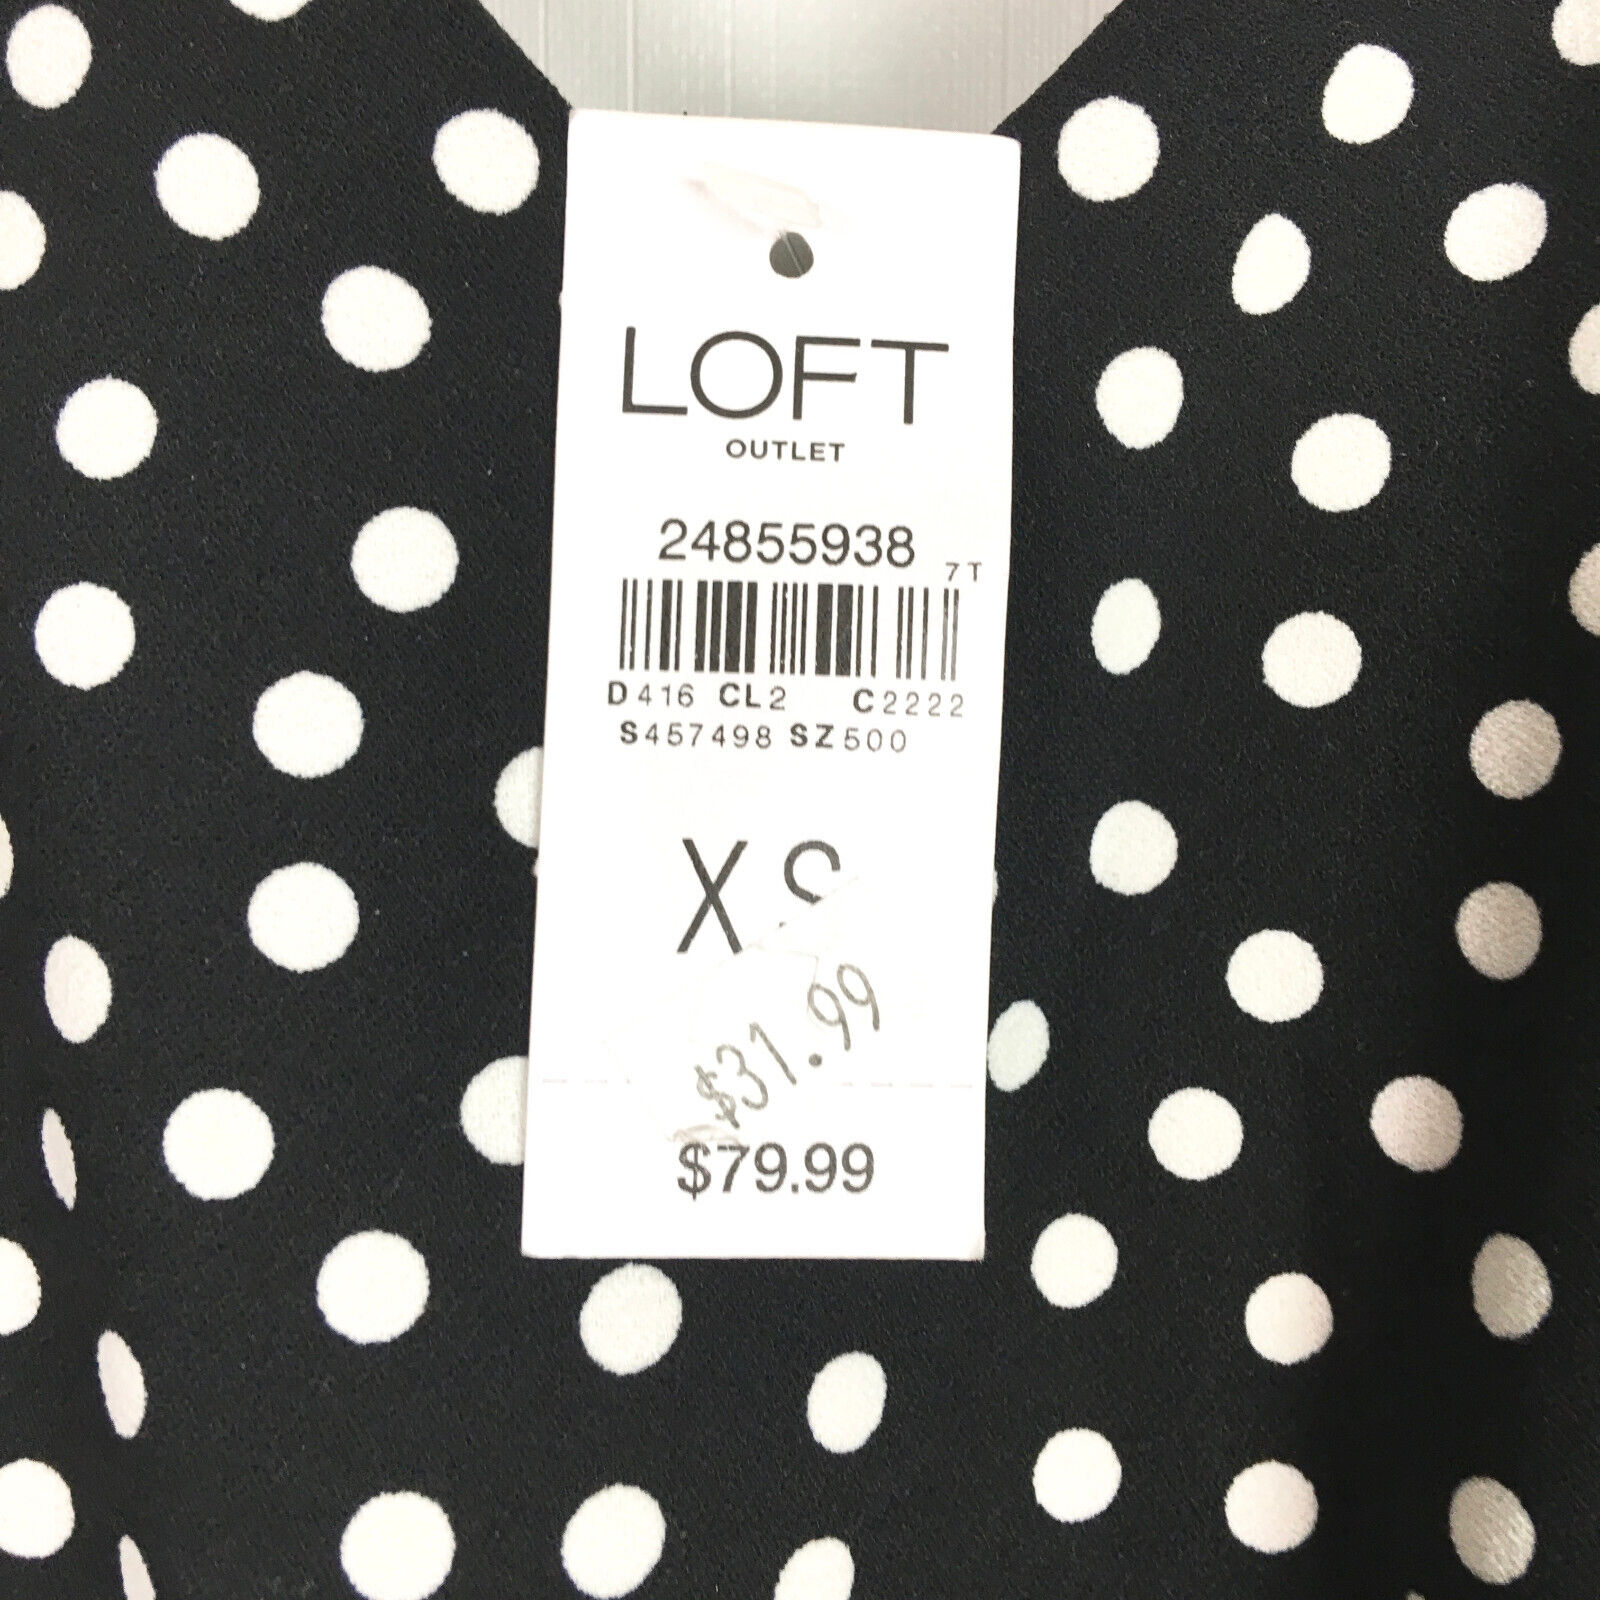 LOFT
OUTLET
24855938
7T
D416 CL2 C2222
S457498 SZ500
XS
$31.99
$79.99